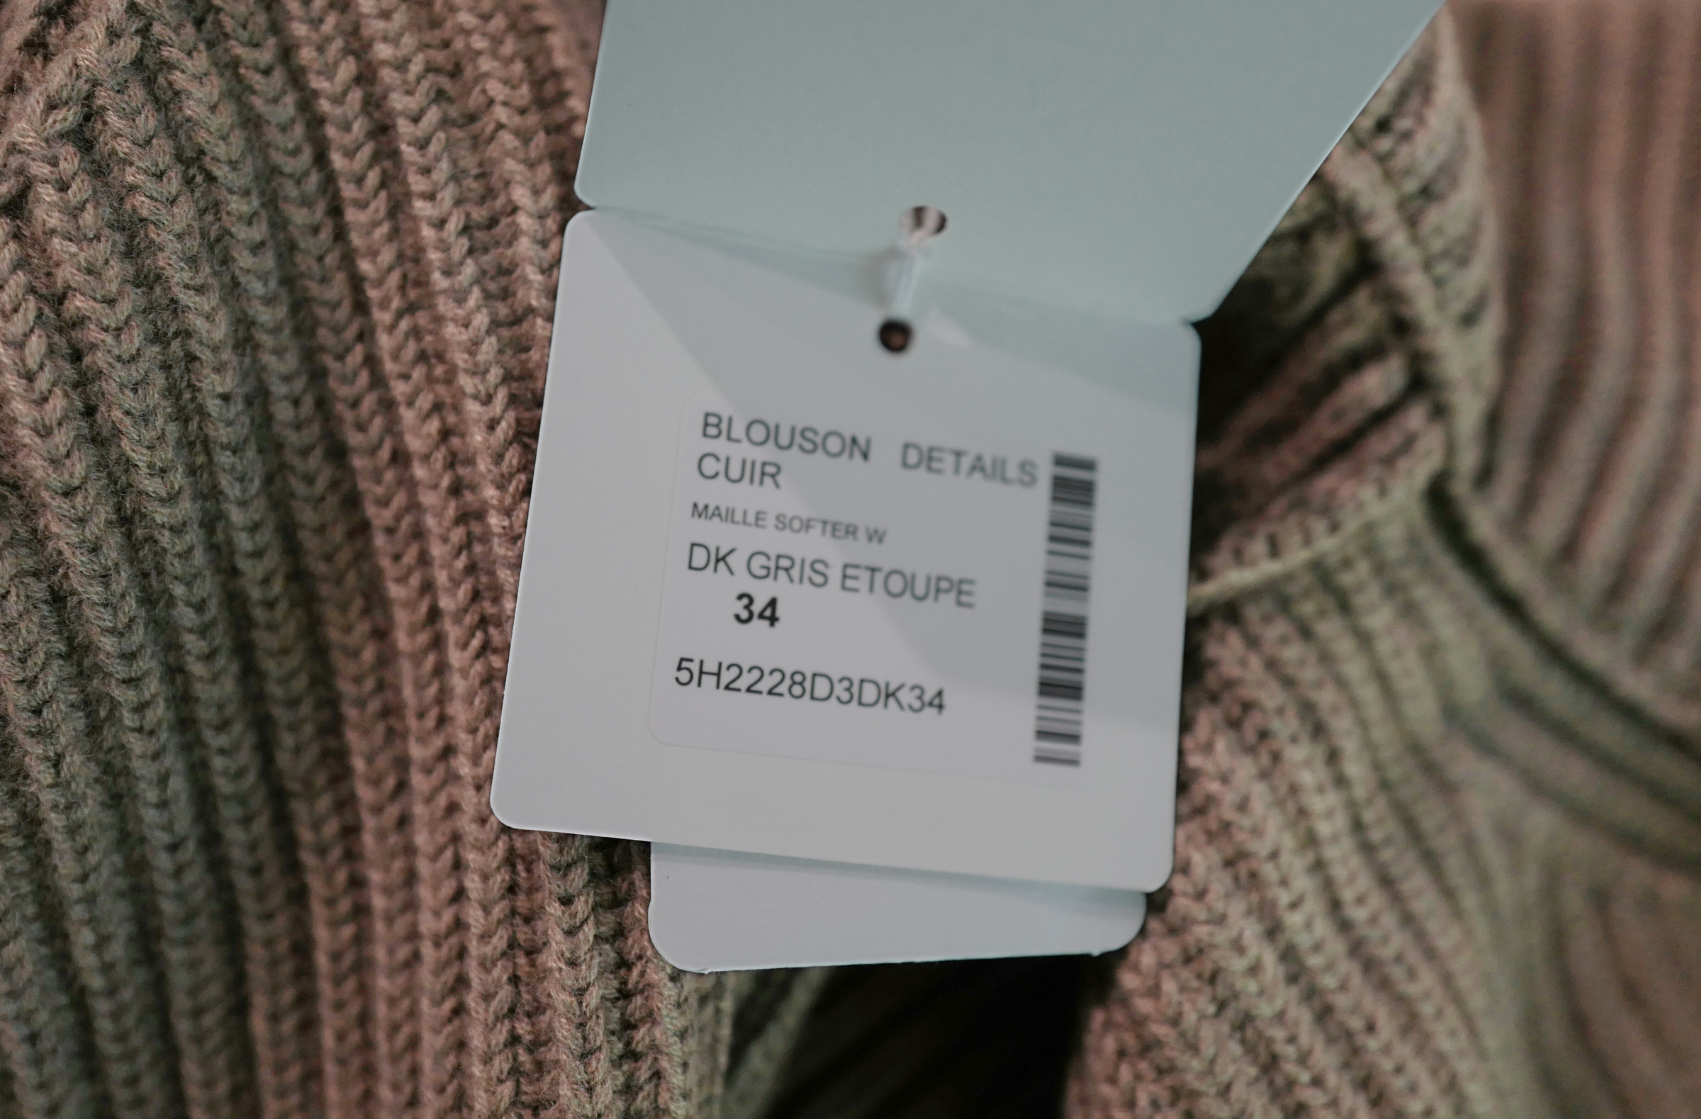 BLOUSON DETAILS
CUIR
MAILLE SOFTER W
DK GRIS ETOUPE
34
5H2228D3DK34